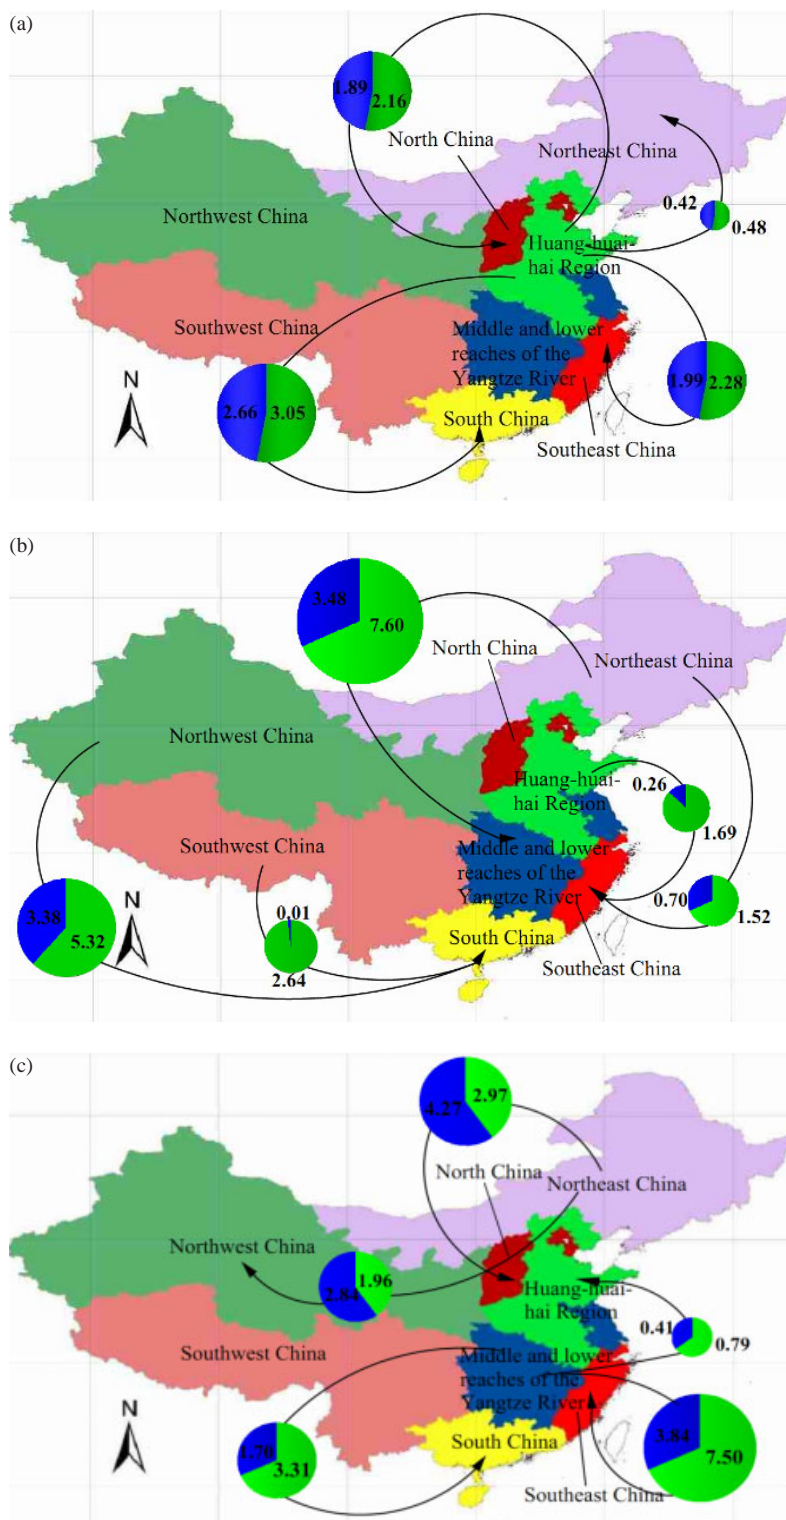 (a)
1.89
2.16
North China
Northeast China
Northwest China
0.42
0.48
Huang-huai-
hai Region
Southwest China
Middle and lower
reaches of the
Yangtze River
N
2.66
3.05
1.99
2.28
South China
Southeast China
(b)
3.48
7.60
North China
Northeast China
Northwest China
Huang-huai-
hai Region
0.26
1.69
Southwest China
Middle and lower
reaches of the
Yangtze River
3.38
5.32
N
0.01
2.64
0.70
1.52
South China
Southeast China
(c)
4.27
2.97
North China
Northeast China
Northwest China
2.84
1.96
Huang-huai-
hai Region
0.41
0.79
Southwest China
Middle and lower
reaches of the
Yangtze River
N
1.70
3.31
South China
3.84
7.50
Southeast China